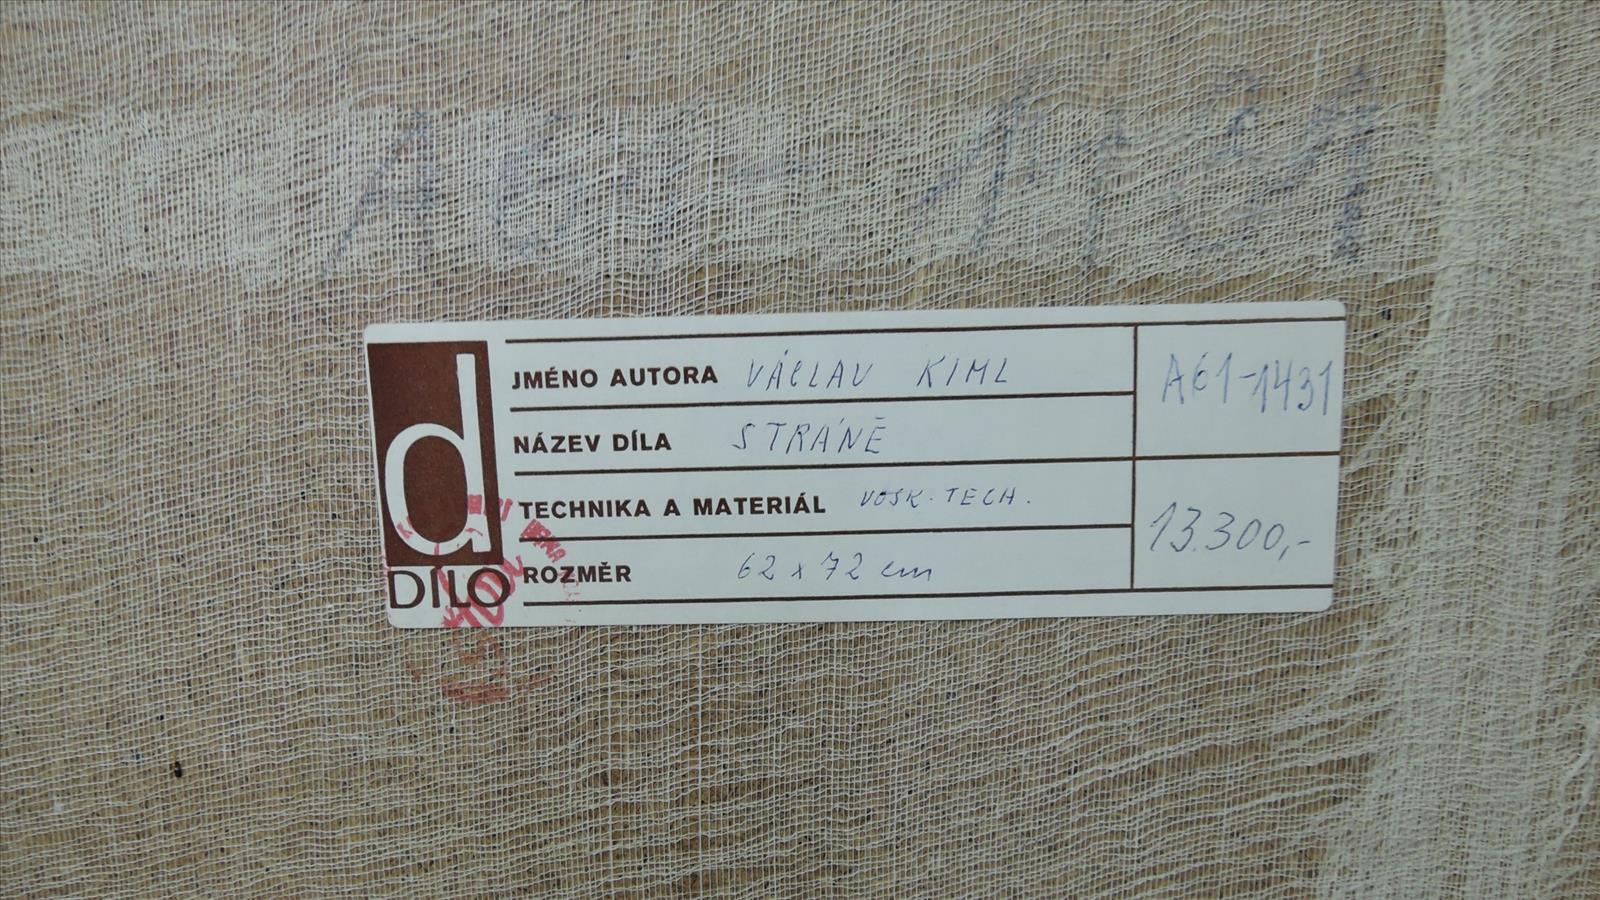 d
DÍLO
JMÉNO AUTORA VÁCLAV KIML
NÁZEV DÍLA STRÁNĚ
TECHNIKA A MATERIÁL VOSK. TECH.
ROZMĚR 62 x 72 cm
A61-1431
13.300,-